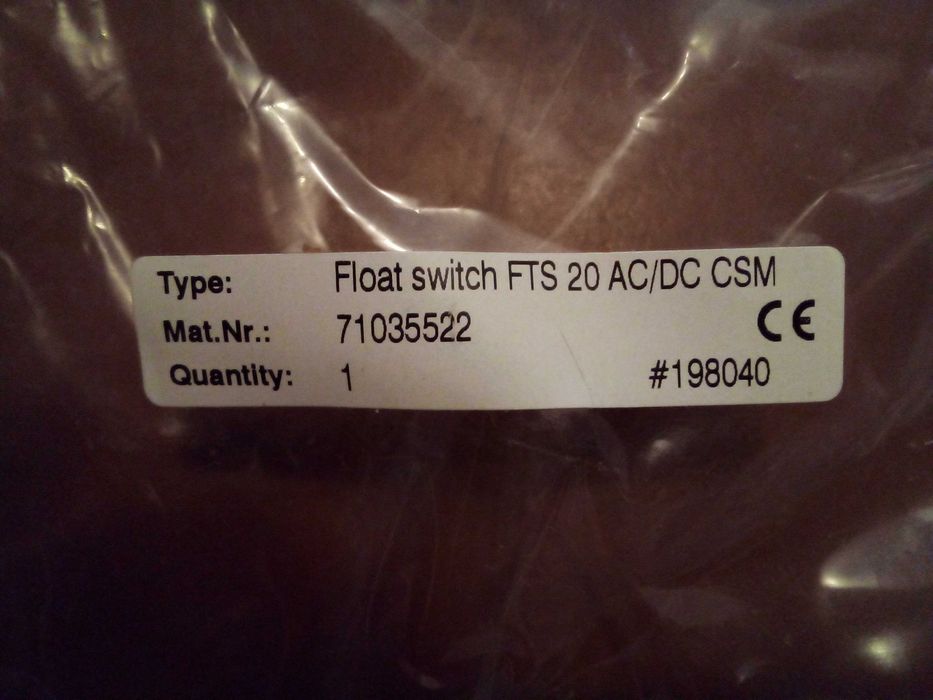 Type: Float switch FTS 20 AC/DC CSM
Mat.Nr.: 71035522 CE
Quantity: 1 #198040